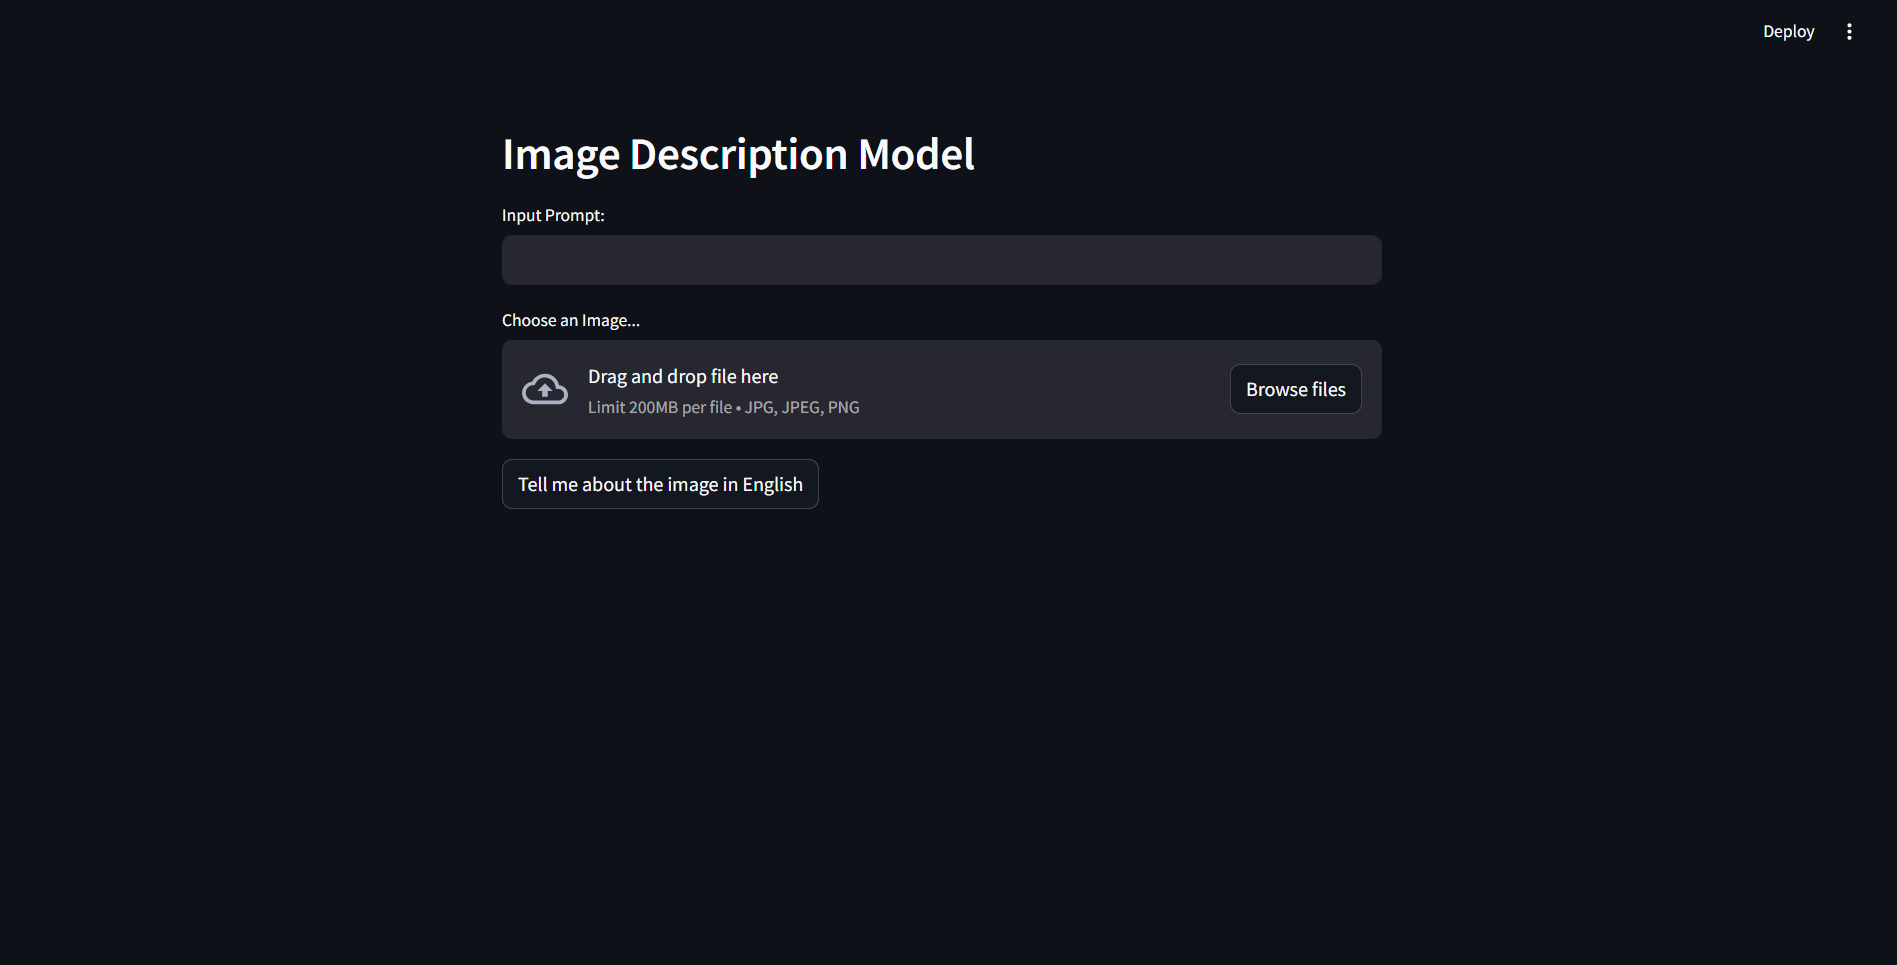 Deploy
Image Description Model
Input Prompt:
Choose an Image...
Drag and drop file here
Limit 200MB per file • JPG, JPEG, PNG
Browse files
Tell me about the image in English